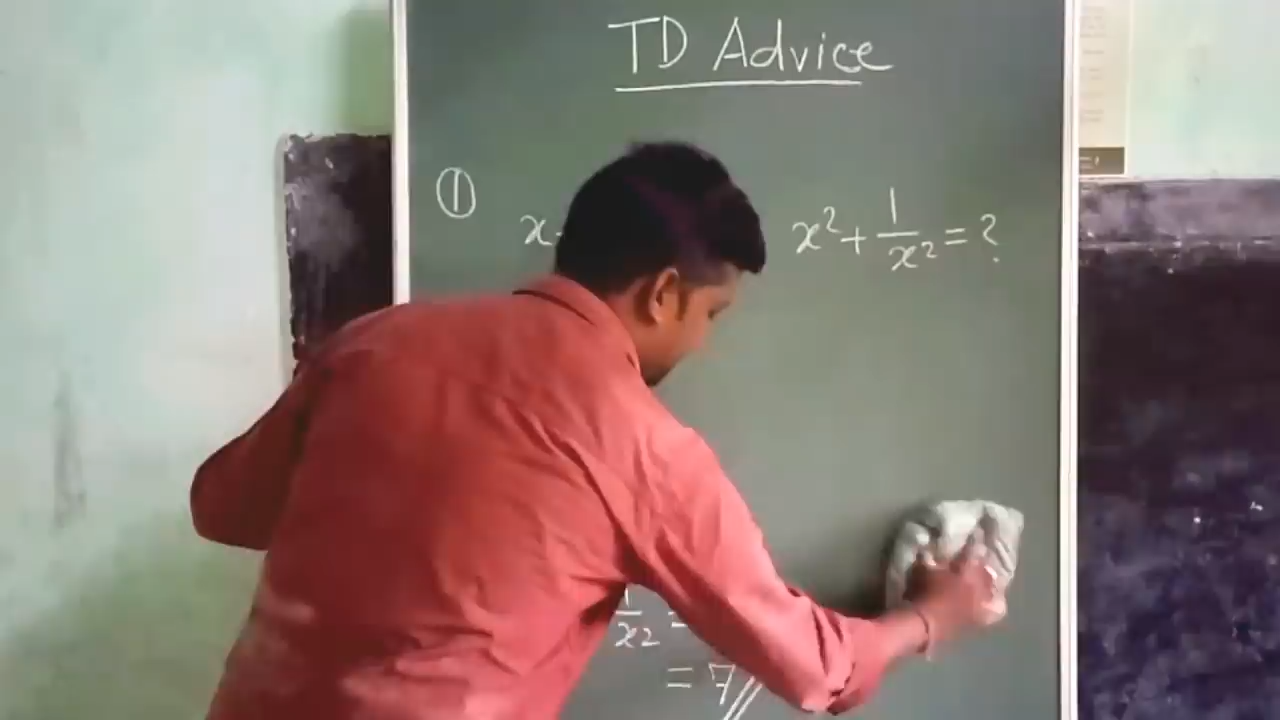 TD Advice
① x- x² + 1/x² = ?
1/x² =
= 7//